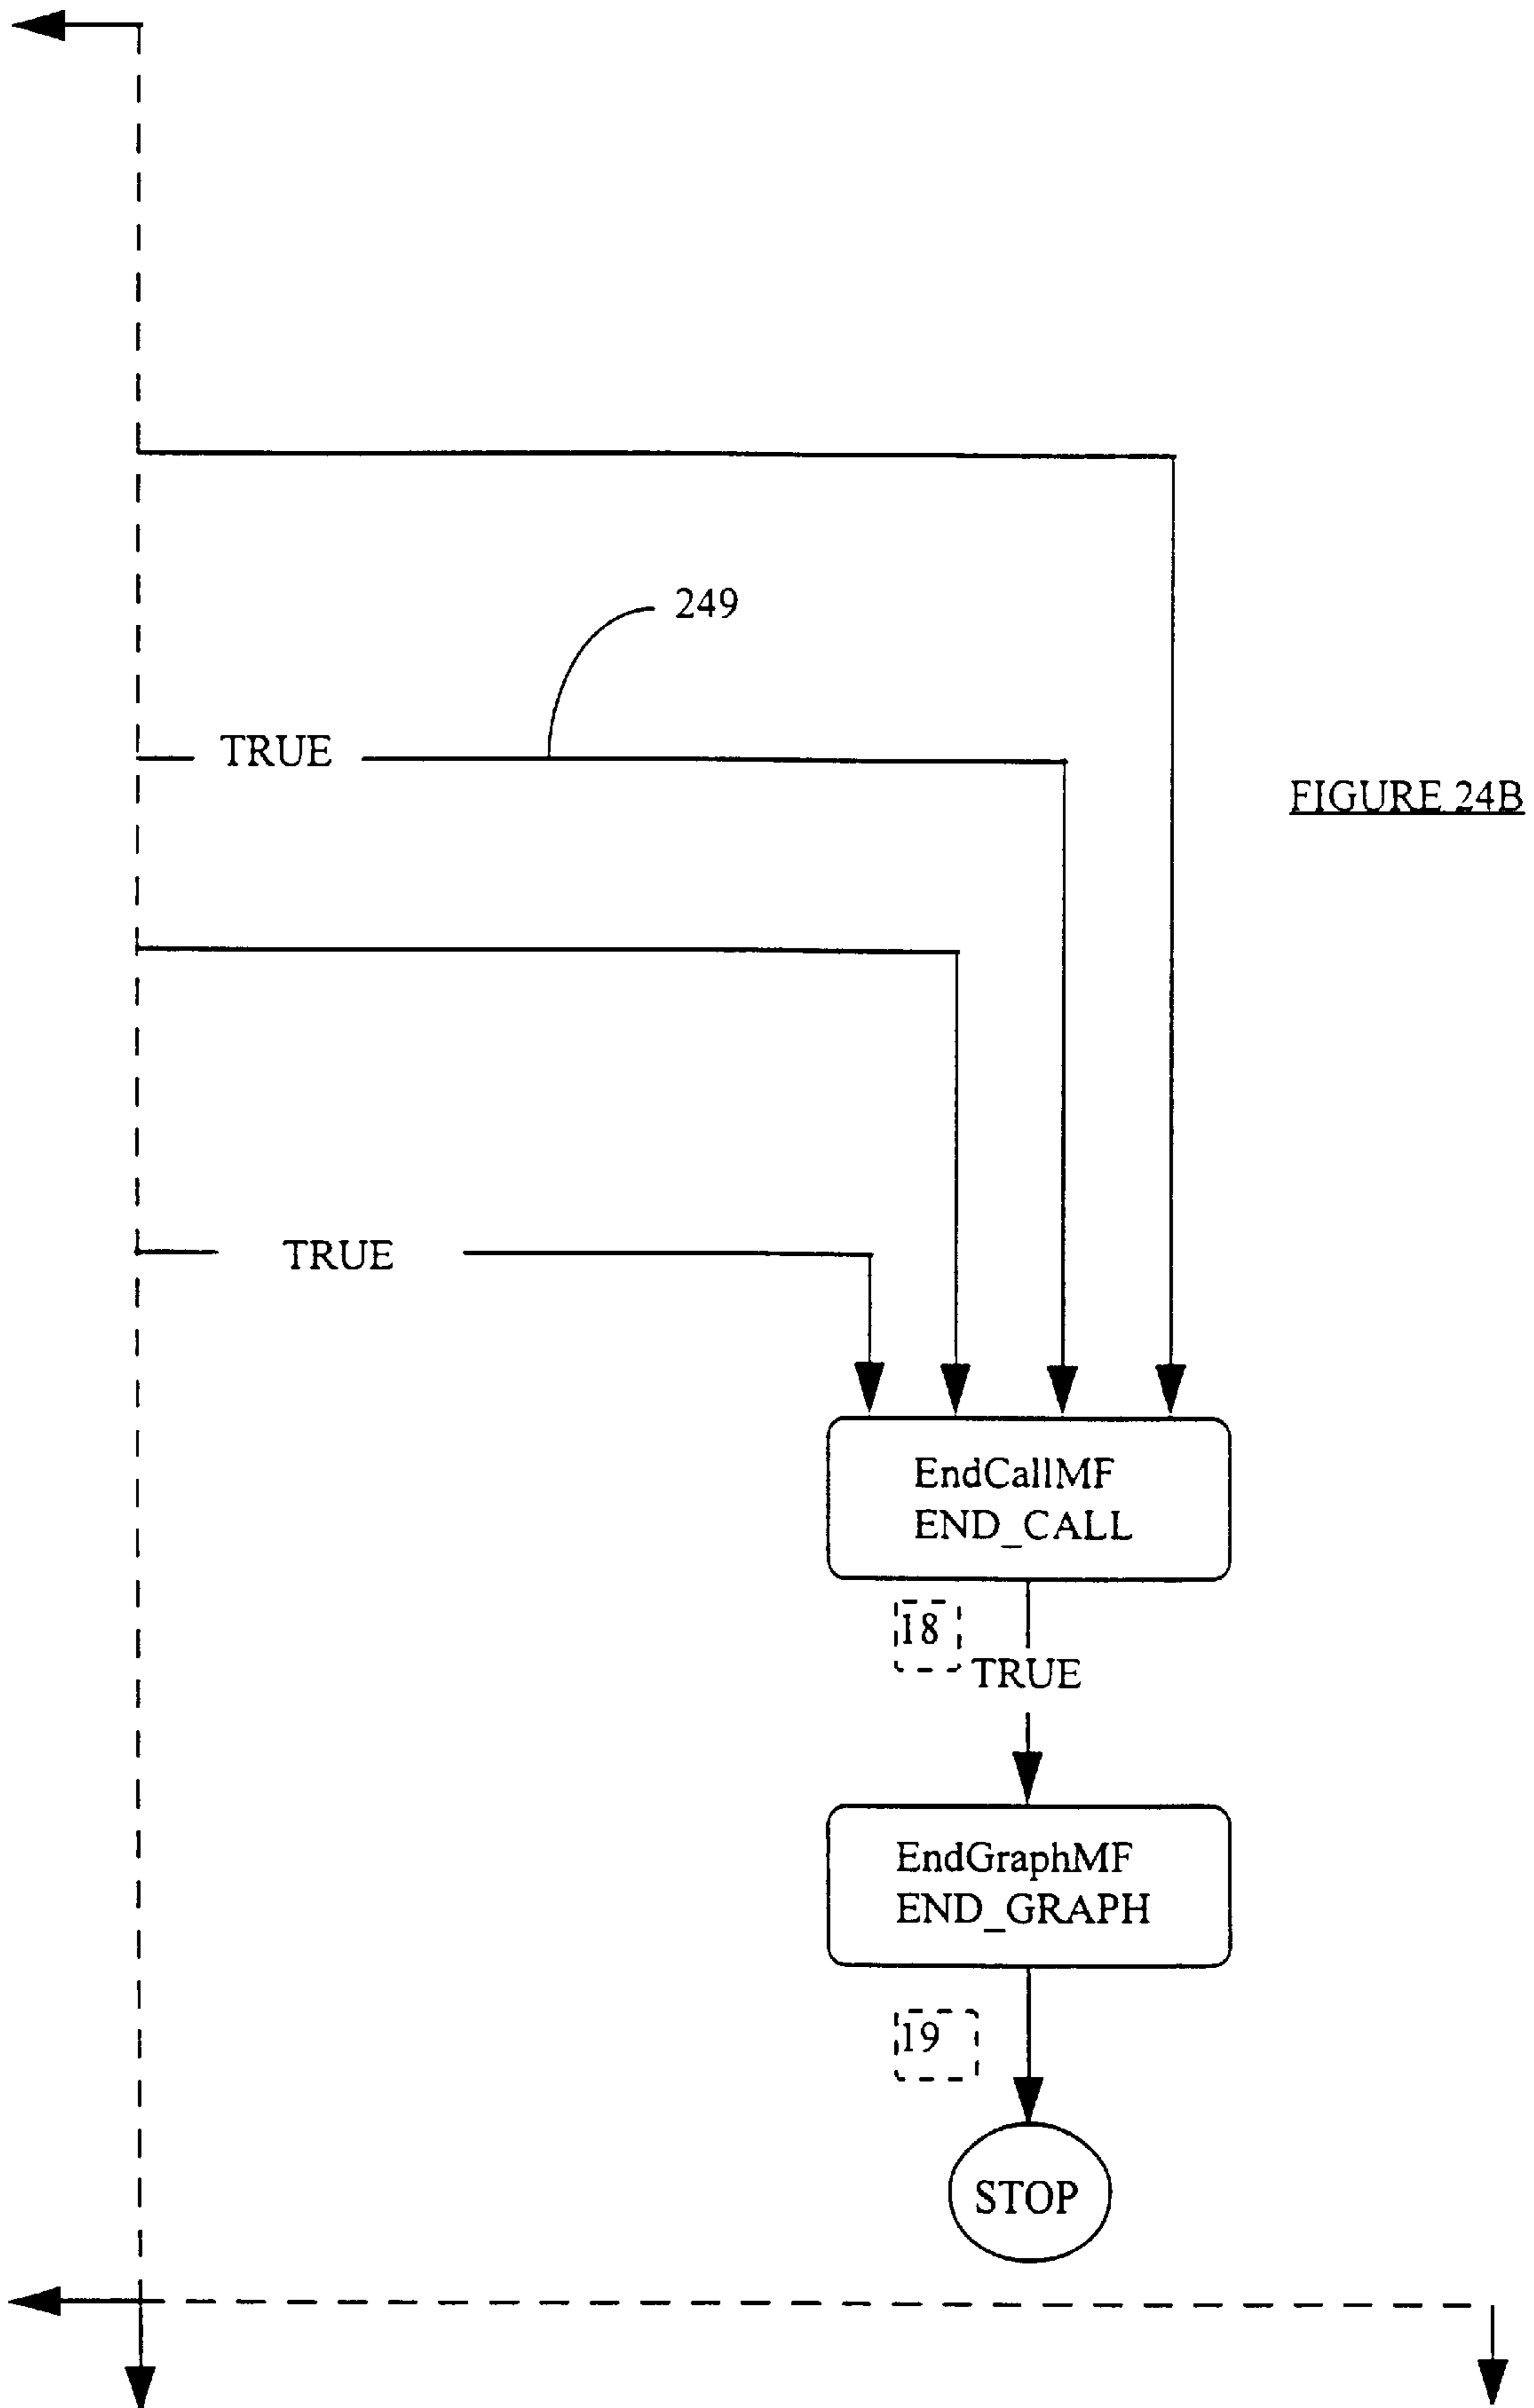 249
TRUE
FIGURE 24B
TRUE
EndCallMF
END_CALL
18
TRUE
EndGraphMF
END_GRAPH
19
STOP